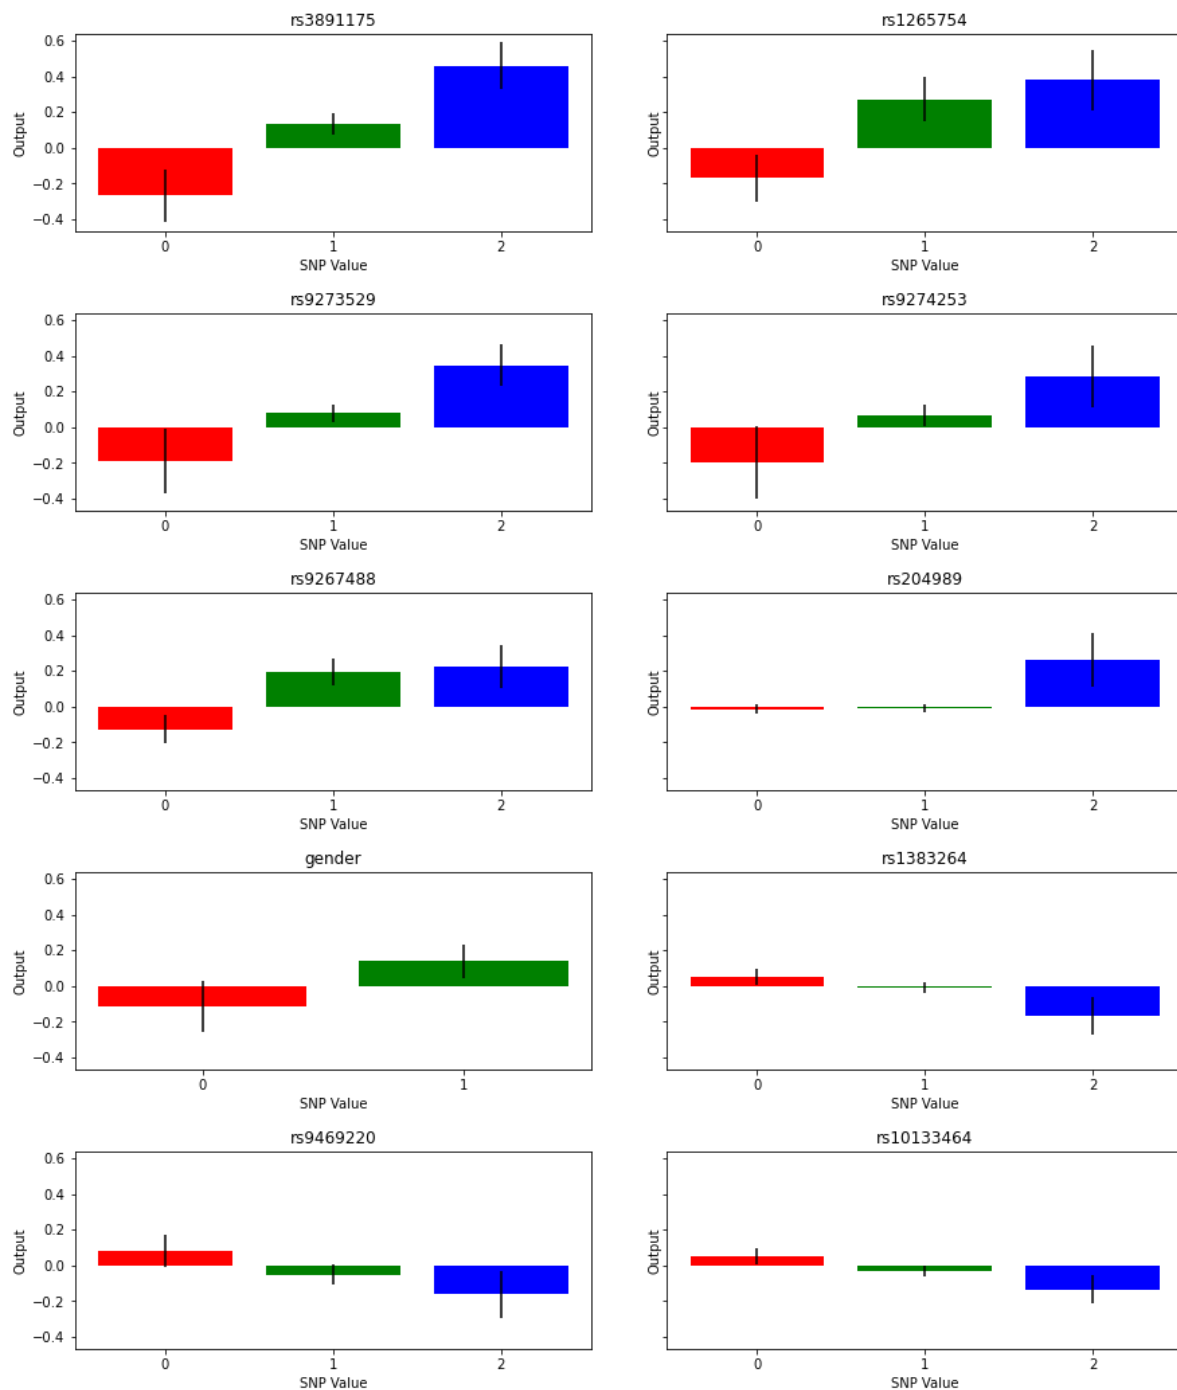 rs3891175
0.6
0.4
0.2
0.0
−0.2
−0.4
Output
0
1
2
SNP Value
rs1265754
Output
0
1
2
SNP Value
rs9273529
0.6
0.4
0.2
0.0
−0.2
−0.4
Output
0
1
2
SNP Value
rs9274253
Output
0
1
2
SNP Value
rs9267488
0.6
0.4
0.2
0.0
−0.2
−0.4
Output
0
1
2
SNP Value
rs204989
Output
0
1
2
SNP Value
gender
0.6
0.4
0.2
0.0
−0.2
−0.4
Output
0
1
SNP Value
rs1383264
Output
0
1
2
SNP Value
rs9469220
0.6
0.4
0.2
0.0
−0.2
−0.4
Output
0
1
2
SNP Value
rs10133464
Output
0
1
2
SNP Value